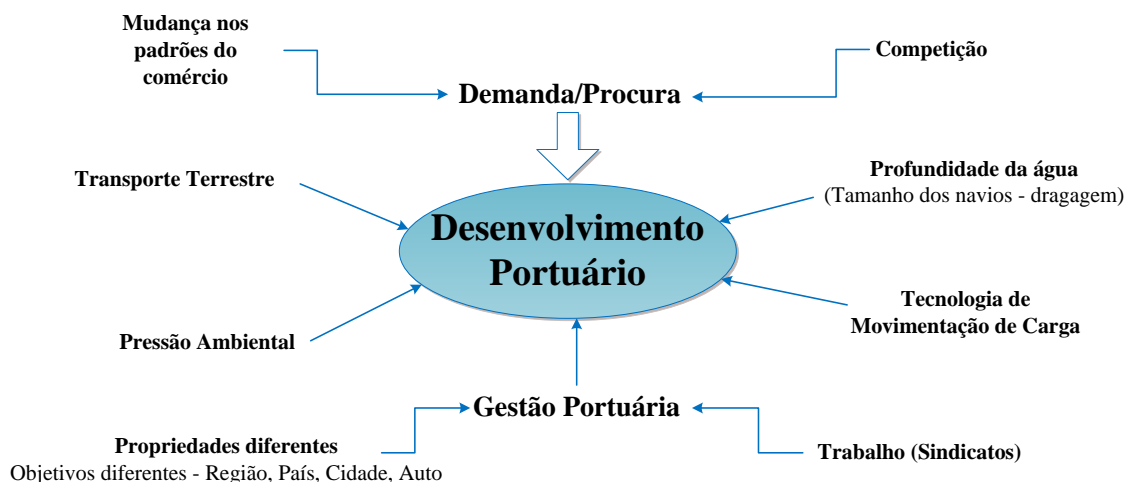 Mudança nos
padrões do
comércio
Competição
Demanda/Procura
Transporte Terrestre
Profundidade da água
(Tamanho dos navios - dragagem)
Desenvolvimento
Portuário
Tecnologia de
Movimentação de Carga
Pressão Ambiental
Gestão Portuária
Propriedades diferentes
Objetivos diferentes - Região, País, Cidade, Auto
Trabalho (Sindicatos)